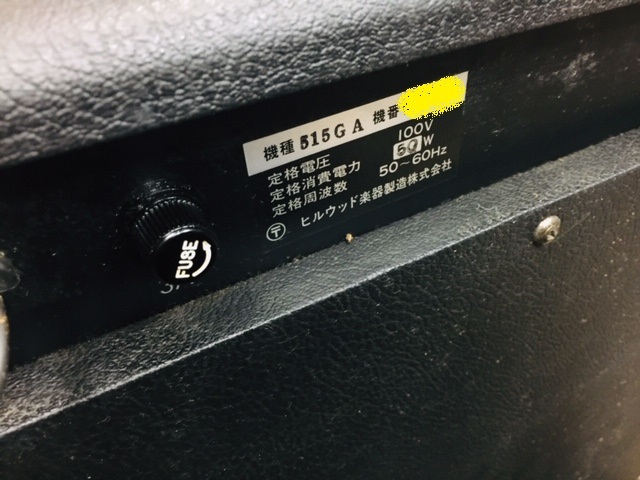 機種 515GA 機番
定格電圧 100V
定格消費電力 50W
定格周波数 50－60Hz
〒 ヒルウッド楽器製造株式会社
FUSE